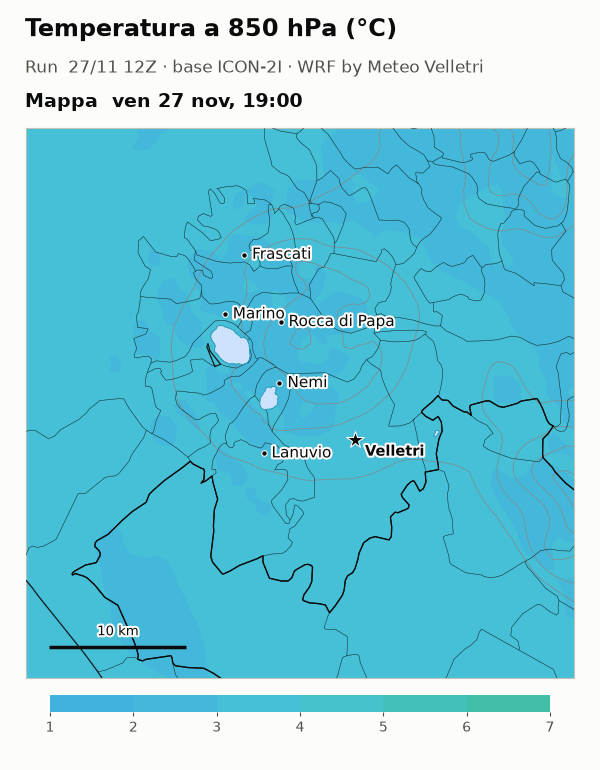 Temperatura a 850 hPa (°C)
Run  27/11 12Z · base ICON-2I · WRF by Meteo Velletri
Mappa  ven 27 nov, 19:00
Frascati
Marino
Rocca di Papa
Nemi
Velletri
Lanuvio
10 km
1 2 3 4 5 6 7